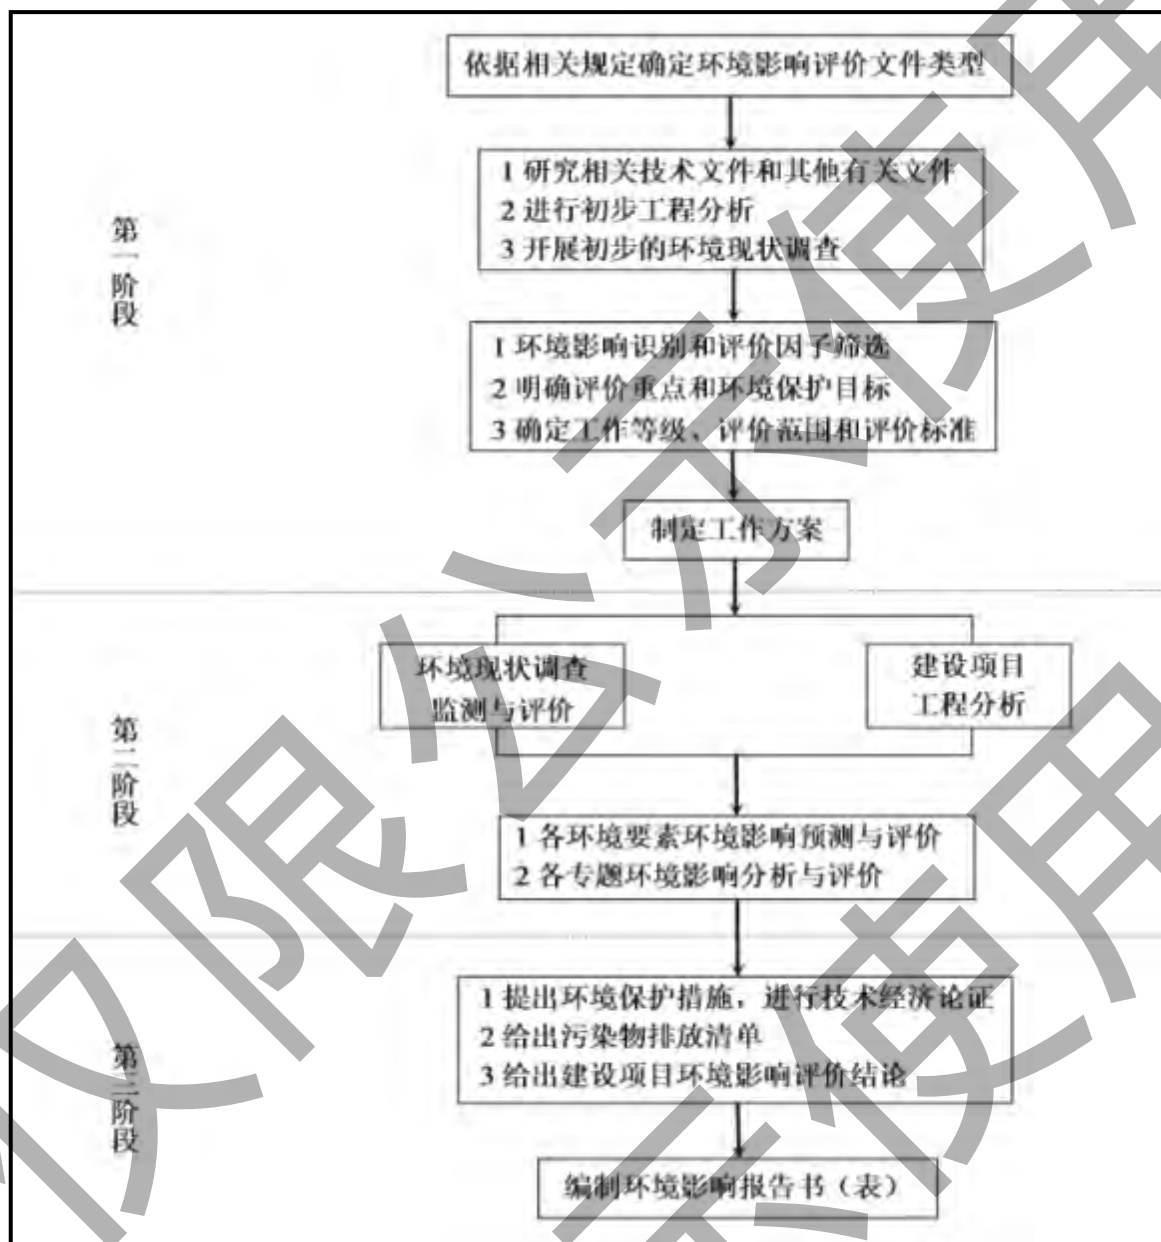 依据相关规定确定环境影响评价文件类型
1 研究相关技术文件和其他有关文件
2 进行初步工程分析
3 开展初步的环境现状调查
第一阶段
1 环境影响识别和评价因子筛选
2 明确评价重点和环境保护目标
3 确定工作等级、评价范围和评价标准
制定工作方案
环境现状调查
监测与评价
建设项目
工程分析
第二阶段
1 各环境要素环境影响预测与评价
2 各专题环境影响分析与评价
1 提出环境保护措施，进行技术经济论证
2 给出污染物排放清单
3 给出建设项目环境影响评价结论
第三阶段
编制环境影响报告书（表）
仅限公示使用
示使用